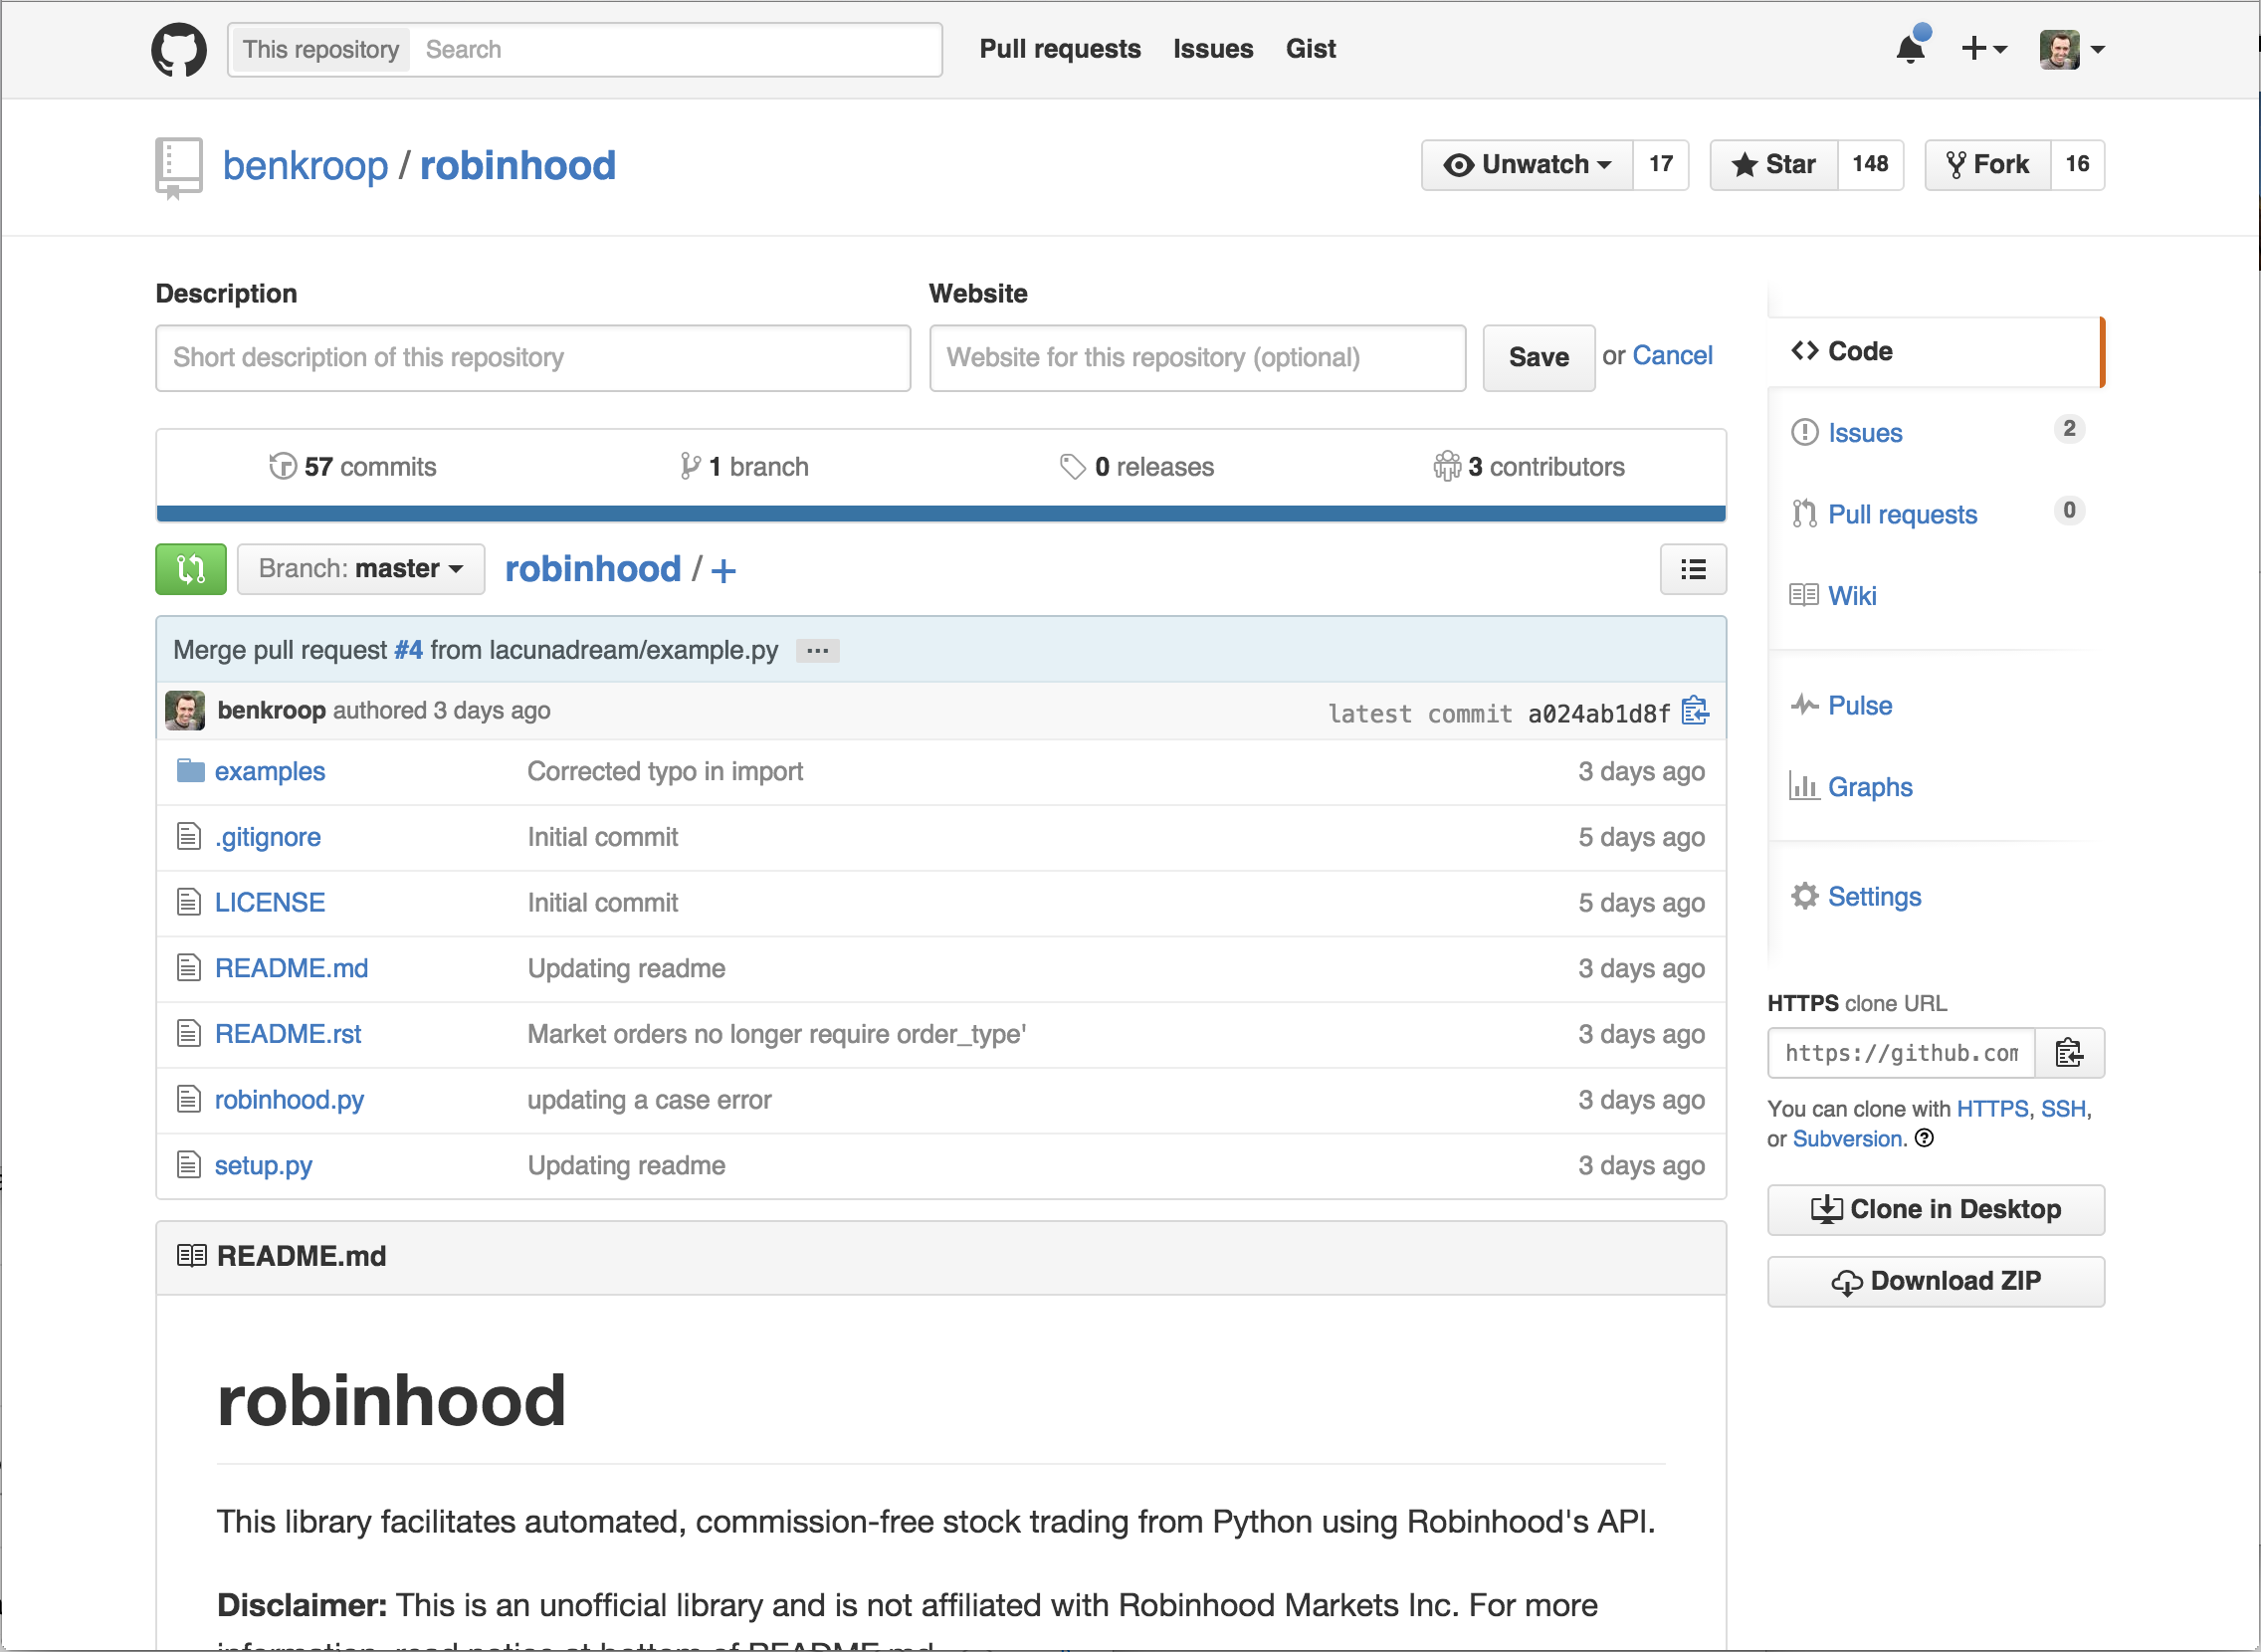 This repository Search Pull requests Issues Gist
benkroop / robinhood Unwatch 17 Star 148 Fork 16
Description Website
Short description of this repository Website for this repository (optional) Save or Cancel
57 commits 1 branch 0 releases 3 contributors
Branch: master robinhood / +
Merge pull request #4 from lacunadream/example.py ...
benkroop authored 3 days ago latest commit a024ab1d8f
examples Corrected typo in import 3 days ago
.gitignore Initial commit 5 days ago
LICENSE Initial commit 5 days ago
README.md Updating readme 3 days ago
README.rst Market orders no longer require order_type' 3 days ago
robinhood.py updating a case error 3 days ago
setup.py Updating readme 3 days ago
README.md
robinhood
This library facilitates automated, commission-free stock trading from Python using Robinhood's API.
Disclaimer: This is an unofficial library and is not affiliated with Robinhood Markets Inc. For more
information, read notice at bottom of README.md
Code
Issues 2
Pull requests 0
Wiki
Pulse
Graphs
Settings
HTTPS clone URL
https://github.com
You can clone with HTTPS, SSH,
or Subversion.
Clone in Desktop
Download ZIP